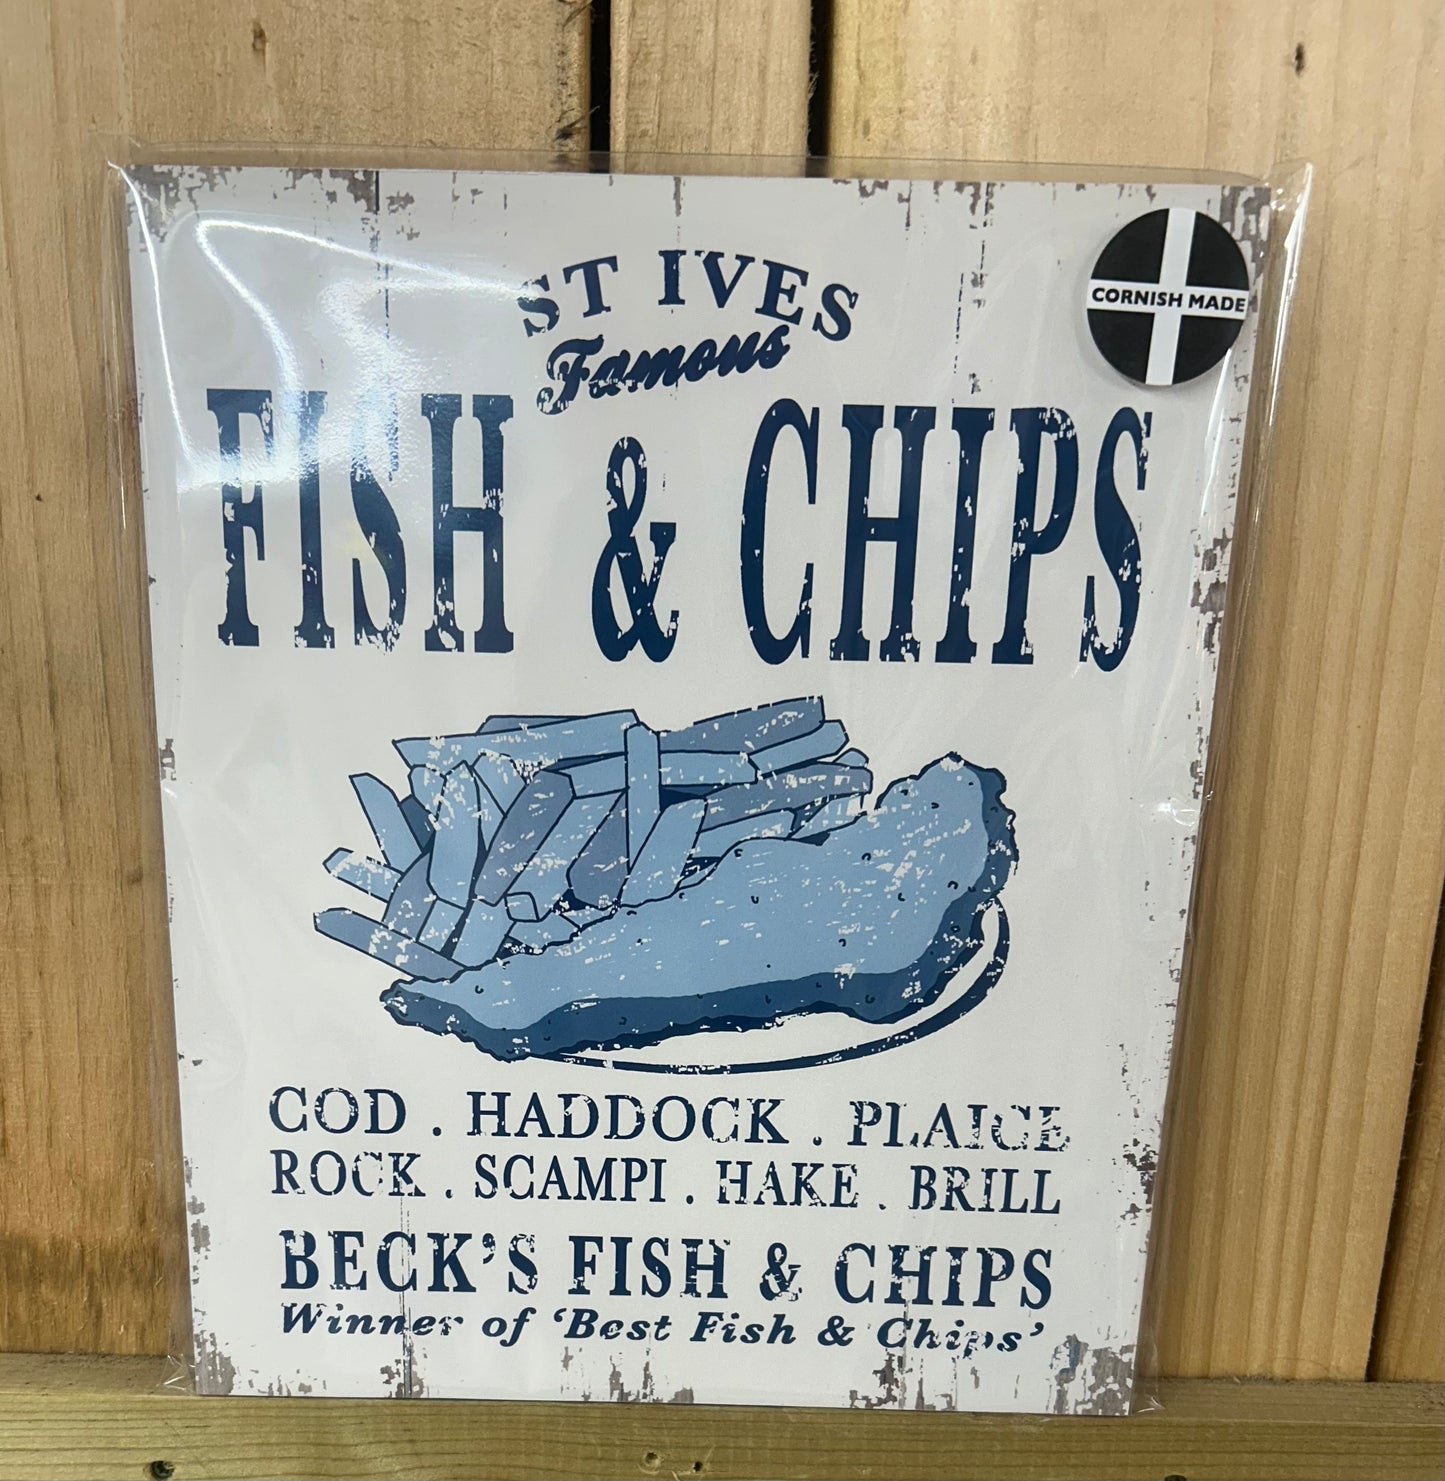 ST IVES
Famous
CORNISH MADE
FISH & CHIPS
COD . HADDOCK . PLAICE
ROCK . SCAMPI . HAKE . BRILL
BECK'S FISH & CHIPS
Winner of 'Best Fish & Chips'